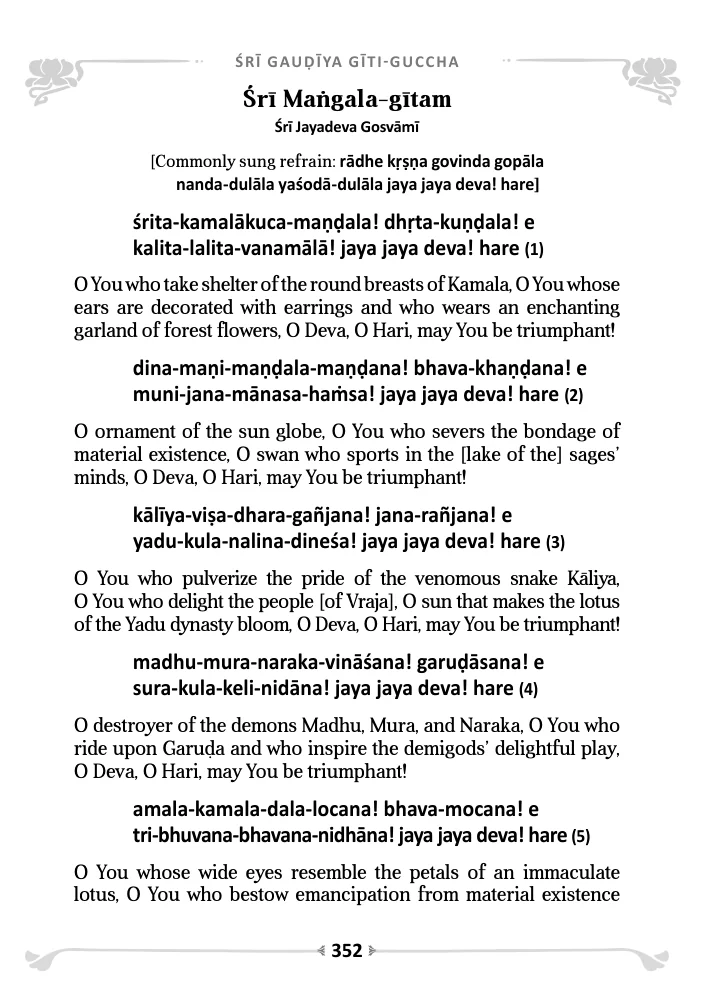 ŚRĪ GAUḌĪYA GĪTI-GUCCHA
Śrī Maṅgala-gītam
Śrī Jayadeva Gosvāmī
[Commonly sung refrain: rādhe kṛṣṇa govinda gopāla
nanda-dulāla yaśodā-dulāla jaya jaya deva! hare]
śrita-kamalākuca-maṇḍala! dhṛta-kuṇḍala! e
kalita-lalita-vanamālā! jaya jaya deva! hare (1)
O You who take shelter of the round breasts of Kamala, O You whose
ears are decorated with earrings and who wears an enchanting
garland of forest flowers, O Deva, O Hari, may You be triumphant!
dina-maṇi-maṇḍala-maṇḍana! bhava-khaṇḍana! e
muni-jana-mānasa-haṁsa! jaya jaya deva! hare (2)
O ornament of the sun globe, O You who severs the bondage of
material existence, O swan who sports in the [lake of the] sages’
minds, O Deva, O Hari, may You be triumphant!
kālīya-viṣa-dhara-gañjana! jana-rañjana! e
yadu-kula-nalina-dineśa! jaya jaya deva! hare (3)
O You who pulverize the pride of the venomous snake Kāliya,
O You who delight the people [of Vraja], O sun that makes the lotus
of the Yadu dynasty bloom, O Deva, O Hari, may You be triumphant!
madhu-mura-naraka-vināśana! garuḍāsana! e
sura-kula-keli-nidāna! jaya jaya deva! hare (4)
O destroyer of the demons Madhu, Mura, and Naraka, O You who
ride upon Garuḍa and who inspire the demigods’ delightful play,
O Deva, O Hari, may You be triumphant!
amala-kamala-dala-locana! bhava-mocana! e
tri-bhuvana-bhavana-nidhāna! jaya jaya deva! hare (5)
O You whose wide eyes resemble the petals of an immaculate
lotus, O You who bestow emancipation from material existence
352